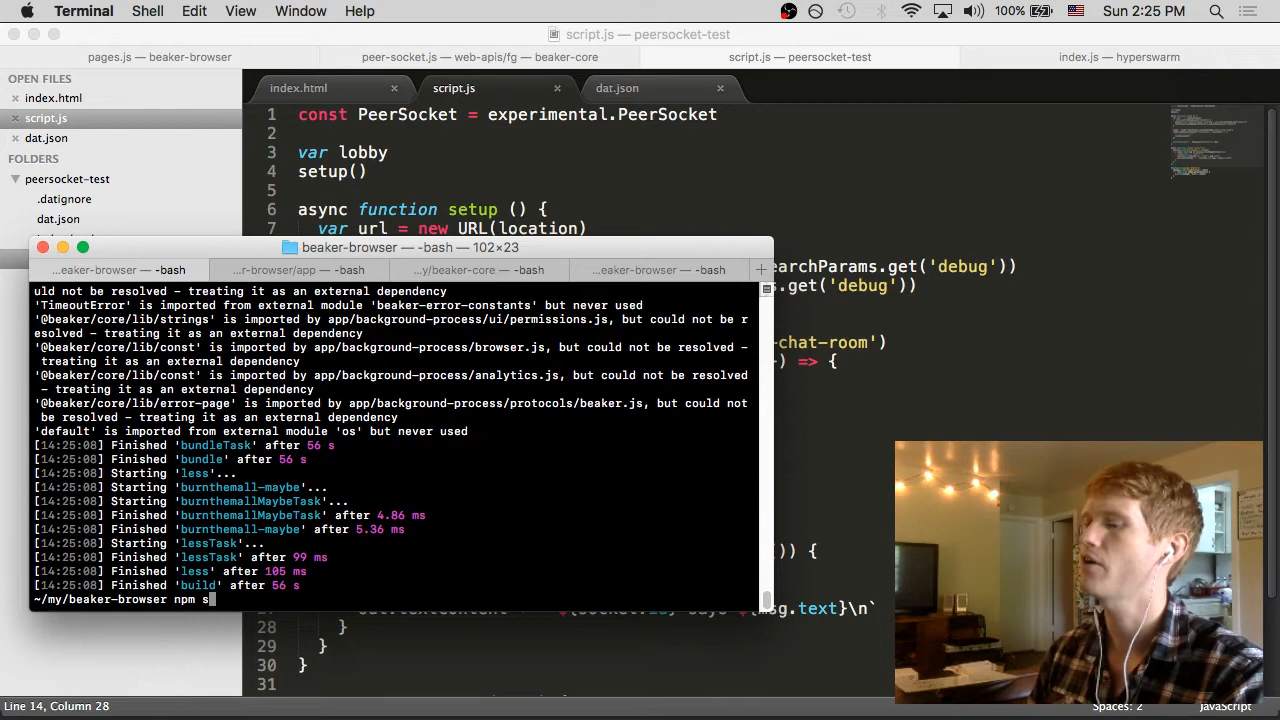 Terminal Shell Edit View Window Help 100% Sun 2:25 PM
script.js — peersocket-test
pages.js — beaker-browser peer-socket.js — web-apis/fg — beaker-core script.js — peersocket-test index.js — hyperswarm
OPEN FILES
index.html
script.js
dat.json
FOLDERS
peersocket-test
.datignore
dat.json
index.html script.js dat.json
1 const PeerSocket = experimental.PeerSocket
2
3 var lobby
4 setup()
5
6 async function setup () {
7 var url = new URL(location)
earchParams.get('debug')
s.get('debug'))
-chat-room')
) => {
)) {
msg.text}\n`
28 }
29 }
30 }
31
beaker-browser — -bash — 102×23
...eaker-browser — -bash ...r-browser/app — -bash ...y/beaker-core — -bash ...eaker-browser — -bash
uld not be resolved – treating it as an external dependency
'TimeoutError' is imported from external module 'beaker-error-constants' but never used
'@beaker/core/lib/strings' is imported by app/background-process/ui/permissions.js, but could not be r
esolved – treating it as an external dependency
'@beaker/core/lib/const' is imported by app/background-process/browser.js, but could not be resolved –
treating it as an external dependency
'@beaker/core/lib/const' is imported by app/background-process/analytics.js, but could not be resolved
– treating it as an external dependency
'@beaker/core/lib/error-page' is imported by app/background-process/protocols/beaker.js, but could not
be resolved – treating it as an external dependency
'default' is imported from external module 'os' but never used
[14:25:08] Finished 'bundleTask' after 56 s
[14:25:08] Finished 'bundle' after 56 s
[14:25:08] Starting 'less'...
[14:25:08] Starting 'burnthemall-maybe'...
[14:25:08] Starting 'burnthemallMaybeTask'...
[14:25:08] Finished 'burnthemallMaybeTask' after 4.86 ms
[14:25:08] Finished 'burnthemall-maybe' after 5.36 ms
[14:25:08] Starting 'lessTask'...
[14:25:08] Finished 'lessTask' after 99 ms
[14:25:08] Finished 'less' after 105 ms
[14:25:08] Finished 'build' after 56 s
~/my/beaker-browser npm s
Line 14, Column 28 Spaces: 2 JavaScript